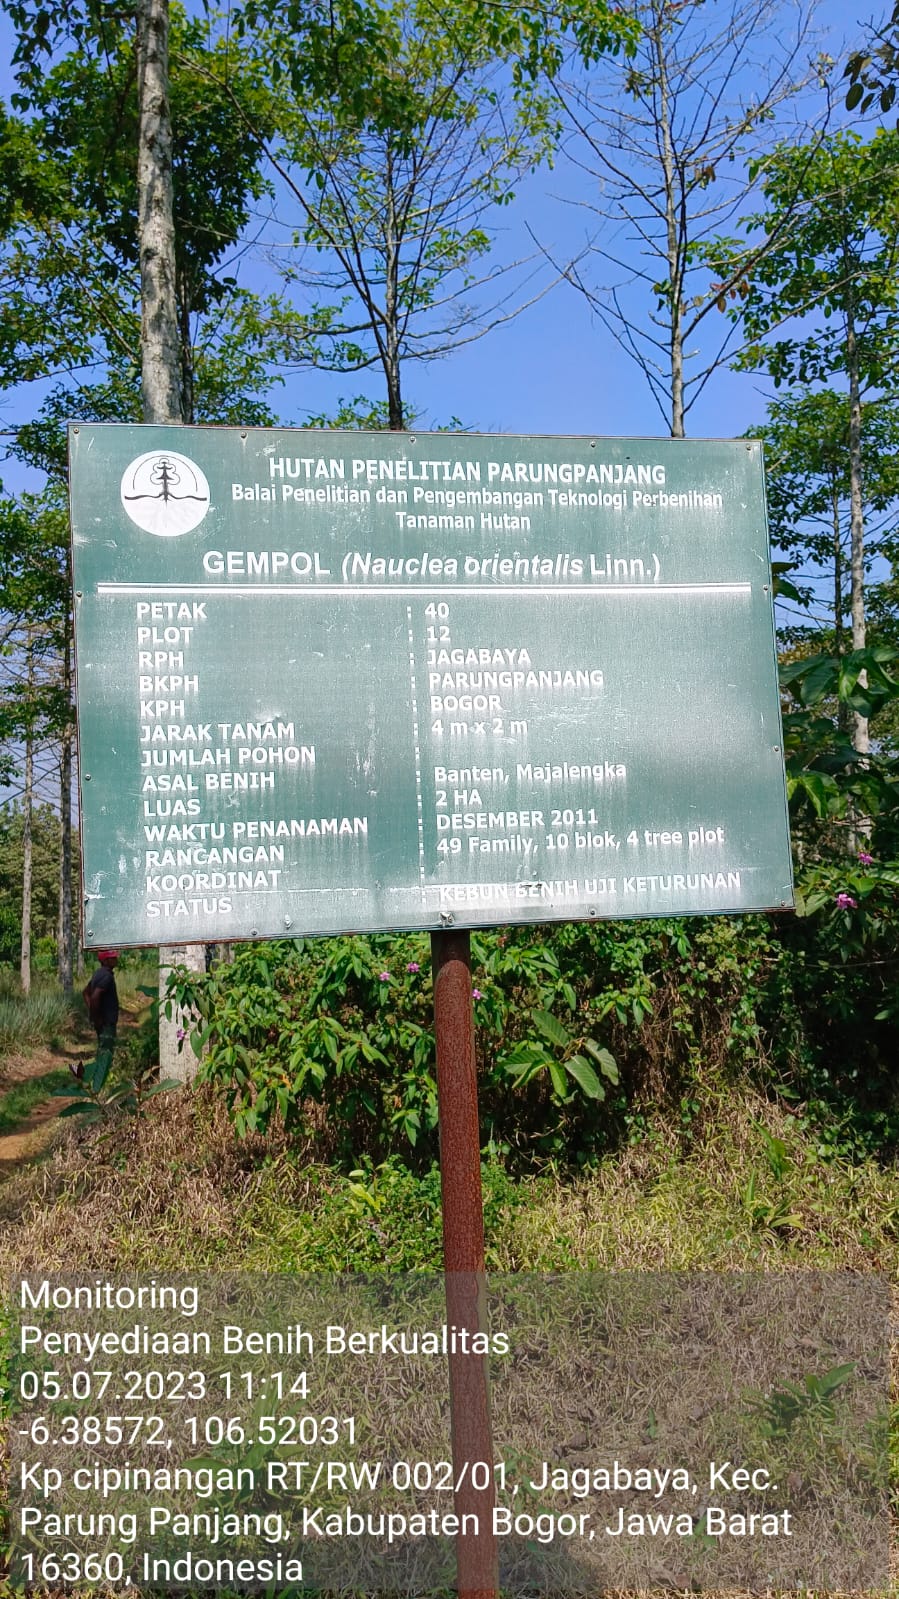 HUTAN PENELITIAN PARUNGPANJANG
Balai Penelitian dan Pengembangan Teknologi Perbenihan
Tanaman Hutan
GEMPOL (Nauclea orientalis Linn.)
PETAK : 40
PLOT : 12
RPH : JAGABAYA
BKPH : PARUNGPANJANG
KPH : BOGOR
JARAK TANAM : 4 m x 2 m
JUMLAH POHON :
ASAL BENIH : Banten, Majalengka
LUAS : 2 HA
WAKTU PENANAMAN : DESEMBER 2011
RANCANGAN : 49 Family, 10 blok, 4 tree plot
KOORDINAT :
STATUS : KEBUN BENIH UJI KETURUNAN
Monitoring
Penyediaan Benih Berkualitas
05.07.2023 11:14
-6.38572, 106.52031
Kp cipinangan RT/RW 002/01, Jagabaya, Kec.
Parung Panjang, Kabupaten Bogor, Jawa Barat
16360, Indonesia